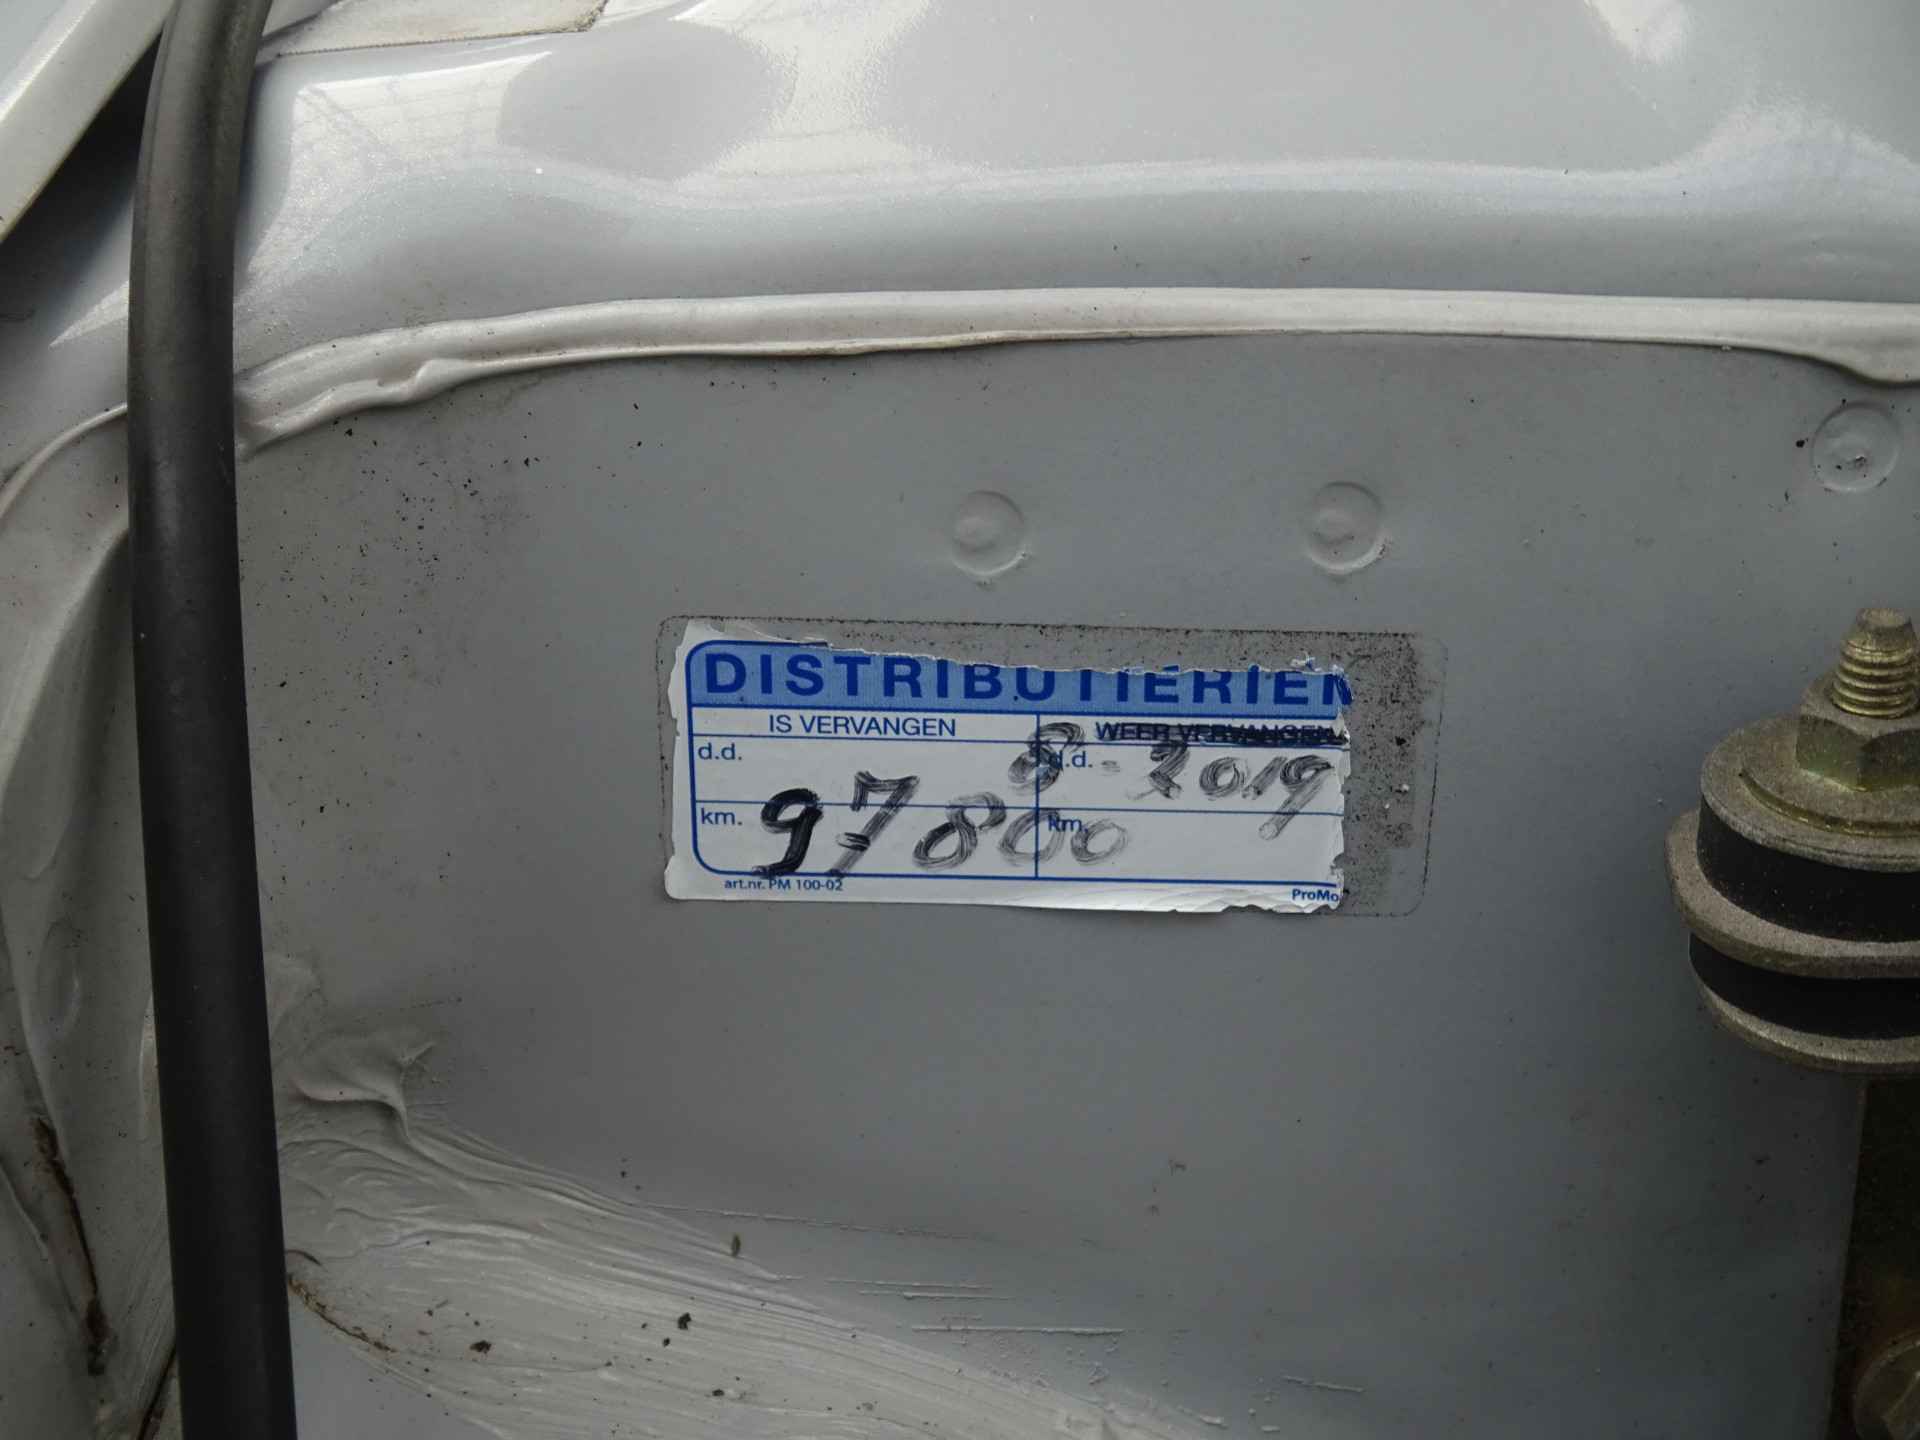 DISTRIBUTIERIEM
IS VERVANGEN WEER VERVANGEN
d.d. 8 d.d. - 2019
km. 97800 km.
art.nr. PM 100-02 ProMo